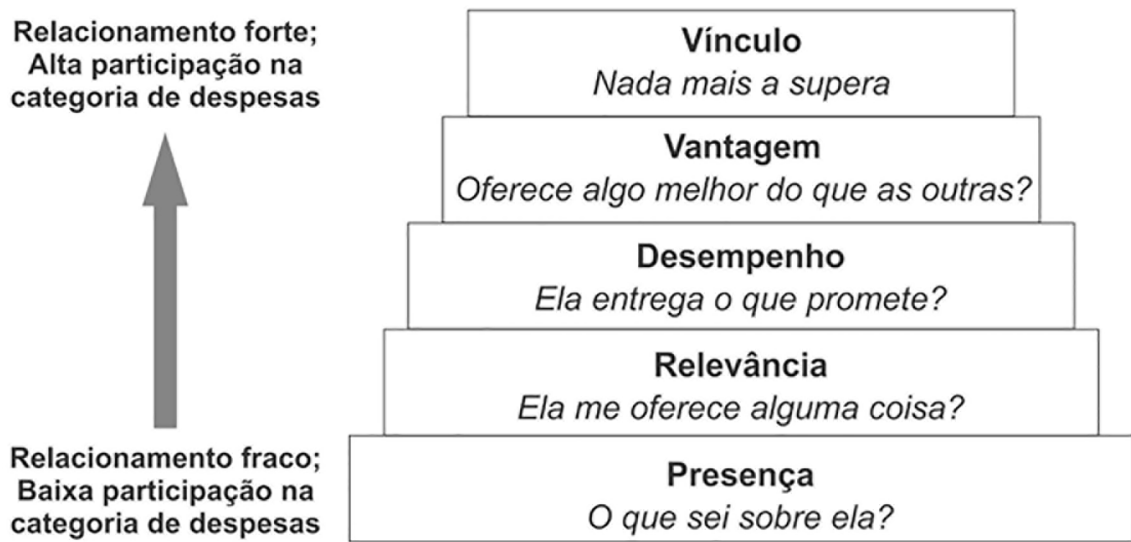 Relacionamento forte;
Alta participação na
categoria de despesas
Relacionamento fraco;
Baixa participação na
categoria de despesas
Vínculo
Nada mais a supera
Vantagem
Oferece algo melhor do que as outras?
Desempenho
Ela entrega o que promete?
Relevância
Ela me oferece alguma coisa?
Presença
O que sei sobre ela?